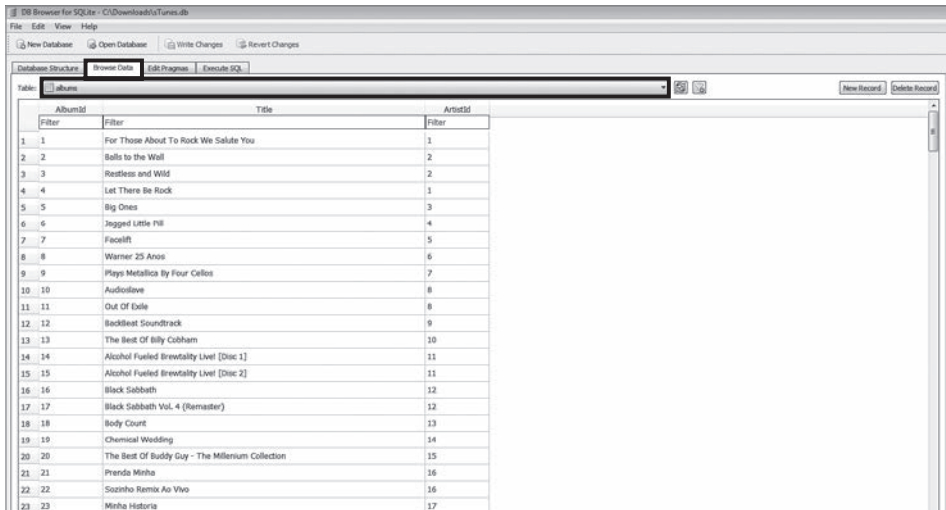 DB Browser for SQLite - C:\Downloads\sTunes.db
File Edit View Help
New Database Open Database Write Changes Revert Changes
Database Structure Browse Data Edit Pragmas Execute SQL
Table: albums New Record Delete Record
AlbumId Title ArtistId
Filter Filter Filter
1 1 For Those About To Rock We Salute You 1
2 2 Balls to the Wall 2
3 3 Restless and Wild 2
4 4 Let There Be Rock 1
5 5 Big Ones 3
6 6 Jagged Little Pill 4
7 7 Facelift 5
8 8 Warner 25 Anos 6
9 9 Plays Metallica By Four Cellos 7
10 10 Audioslave 8
11 11 Out Of Exile 8
12 12 BackBeat Soundtrack 9
13 13 The Best Of Billy Cobham 10
14 14 Alcohol Fueled Brewtality Live! [Disc 1] 11
15 15 Alcohol Fueled Brewtality Live! [Disc 2] 11
16 16 Black Sabbath 12
17 17 Black Sabbath Vol. 4 (Remaster) 12
18 18 Body Count 13
19 19 Chemical Wedding 14
20 20 The Best Of Buddy Guy - The Millenium Collection 15
21 21 Prenda Minha 16
22 22 Sozinho Remix Ao Vivo 16
23 23 Minha Historia 17